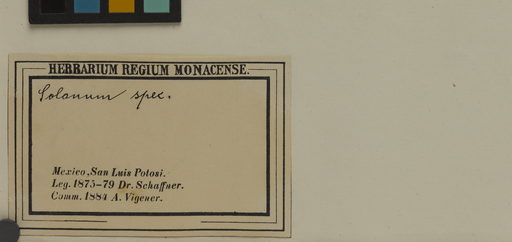 HERBARIUM REGIUM MONACENSE.
Solanum spec.
Mexico, San Luis Potosi.
Leg. 1875-79 Dr. Schaffner.
Comm. 1884 A. Vigener.